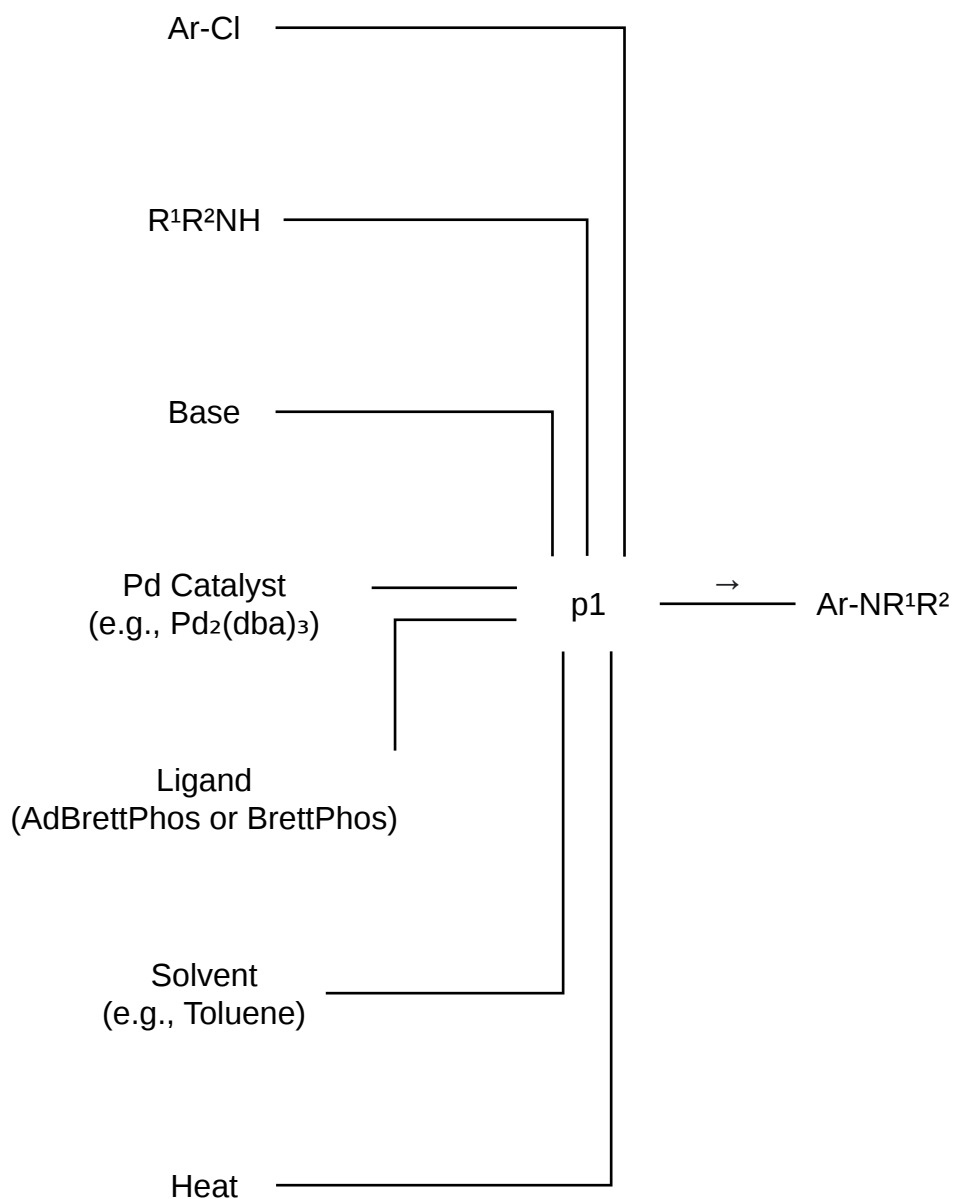 Ar-Cl
R¹R²NH
Base
Pd Catalyst
(e.g., Pd₂(dba)₃)
p1
→
Ar-NR¹R²
Ligand
(AdBrettPhos or BrettPhos)
Solvent
(e.g., Toluene)
Heat